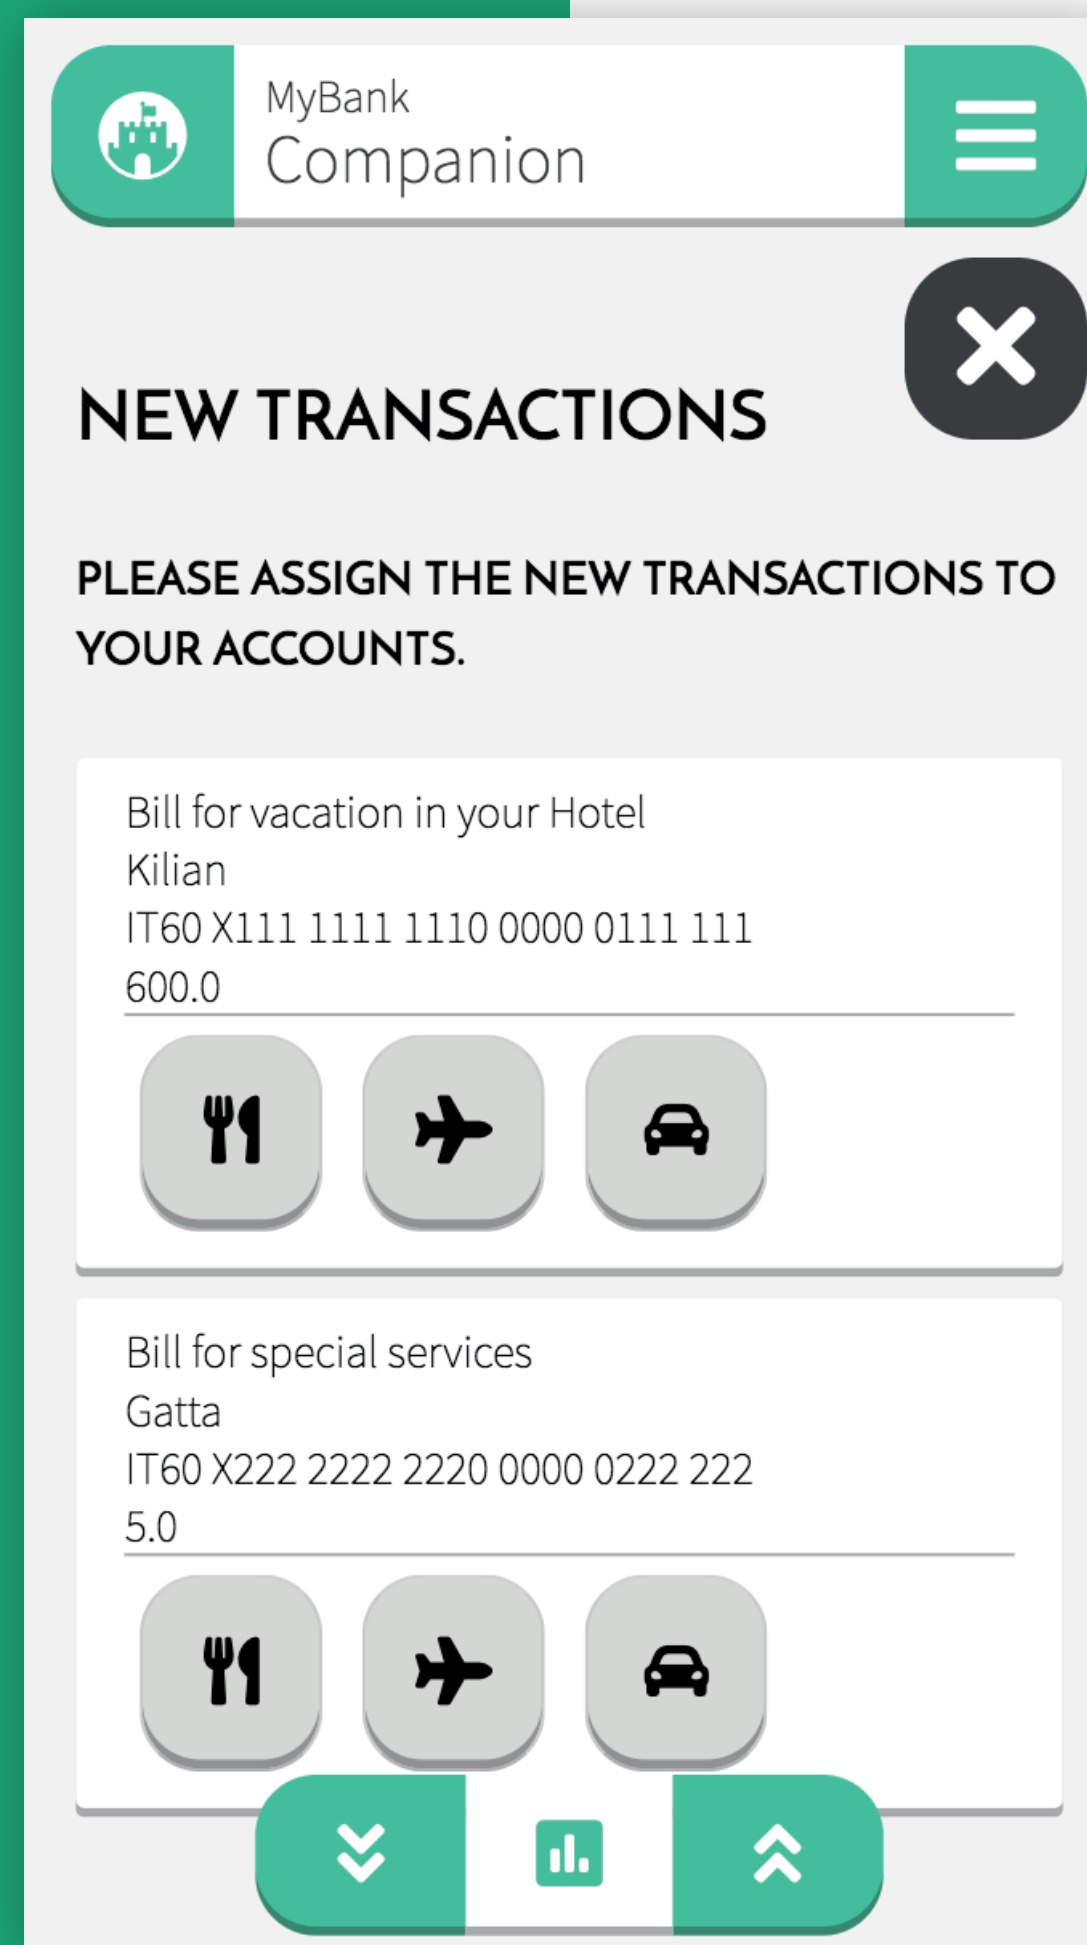 MyBank
Companion
NEW TRANSACTIONS
PLEASE ASSIGN THE NEW TRANSACTIONS TO
YOUR ACCOUNTS.
Bill for vacation in your Hotel
Kilian
IT60 X111 1111 1110 0000 0111 111
600.0
Bill for special services
Gatta
IT60 X222 2222 2220 0000 0222 222
5.0